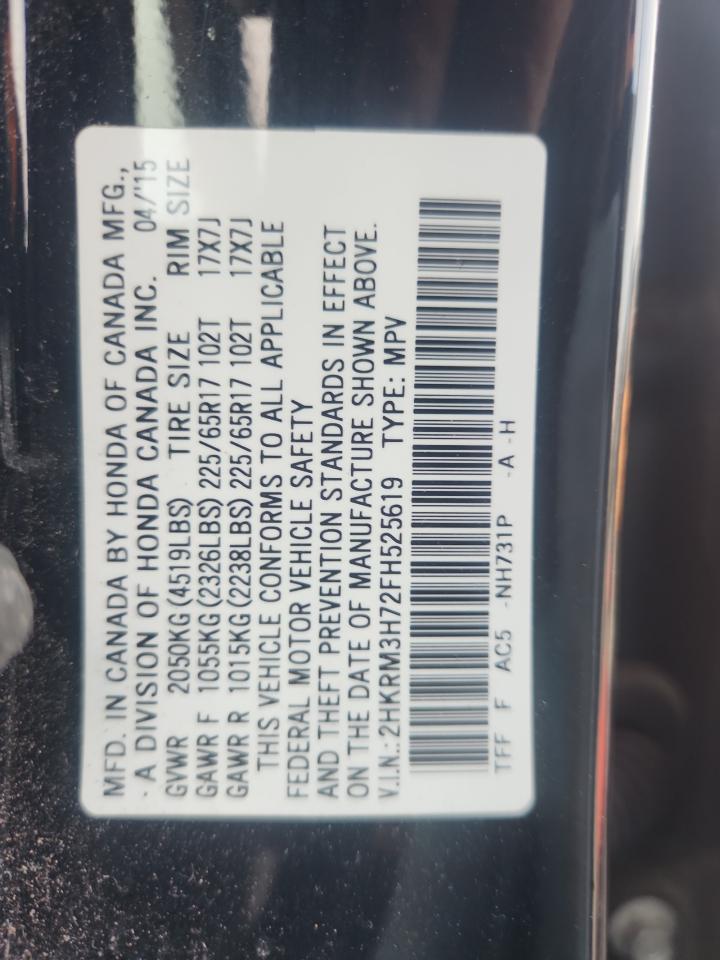 MFD. IN CANADA BY HONDA OF CANADA MFG.,
- A DIVISION OF HONDA CANADA INC. 04/'15
GVWR 2050KG (4519LBS) TIRE SIZE RIM SIZE
GAWR F 1055KG (2326LBS) 225/65R17 102T 17X7J
GAWR R 1015KG (2238LBS) 225/65R17 102T 17X7J
THIS VEHICLE CONFORMS TO ALL APPLICABLE
FEDERAL MOTOR VEHICLE SAFETY
AND THEFT PREVENTION STANDARDS IN EFFECT
ON THE DATE OF MANUFACTURE SHOWN ABOVE.
V.I.N.: 2HKRM3H72FH525619 TYPE: MPV
TFF F AC5 -NH731P -A -H